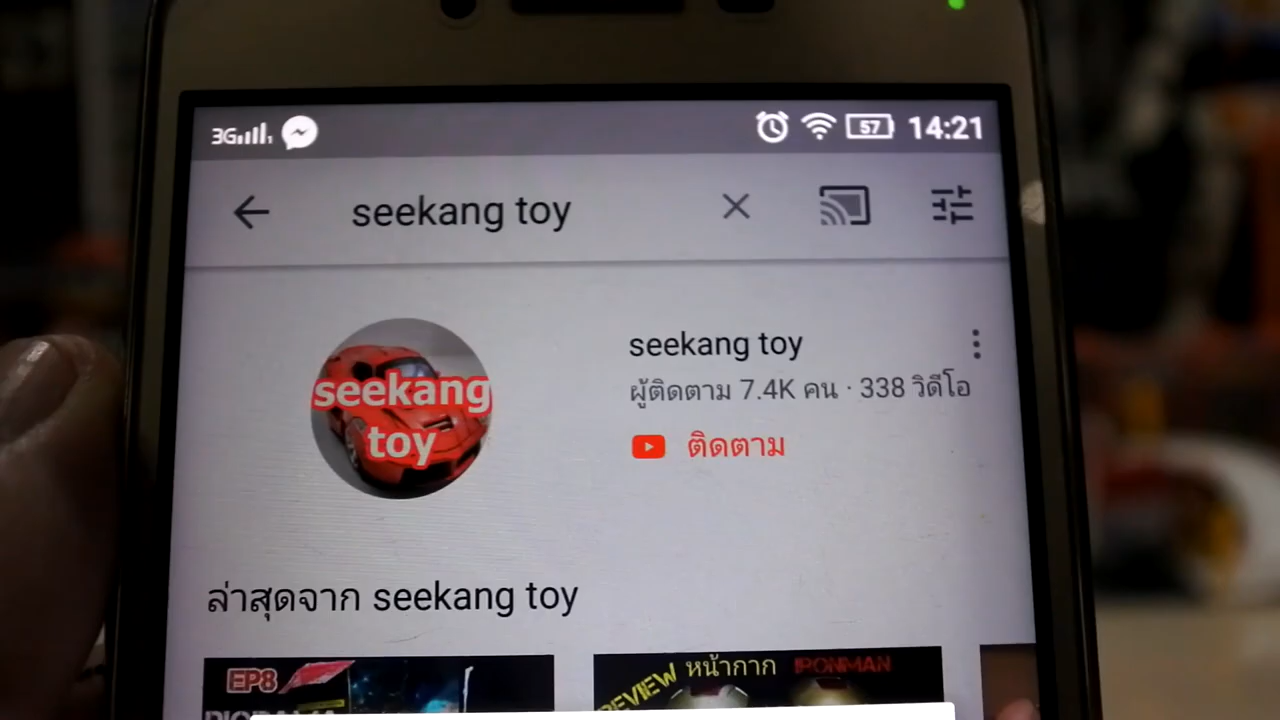 3G 57 14:21
seekang toy
seekang
toy
seekang toy
ผู้ติดตาม 7.4K คน · 338 วิดีโอ
ติดตาม
ล่าสุดจาก seekang toy
EP8
DIORAMA
REVIEW หน้ากาก IRONMAN